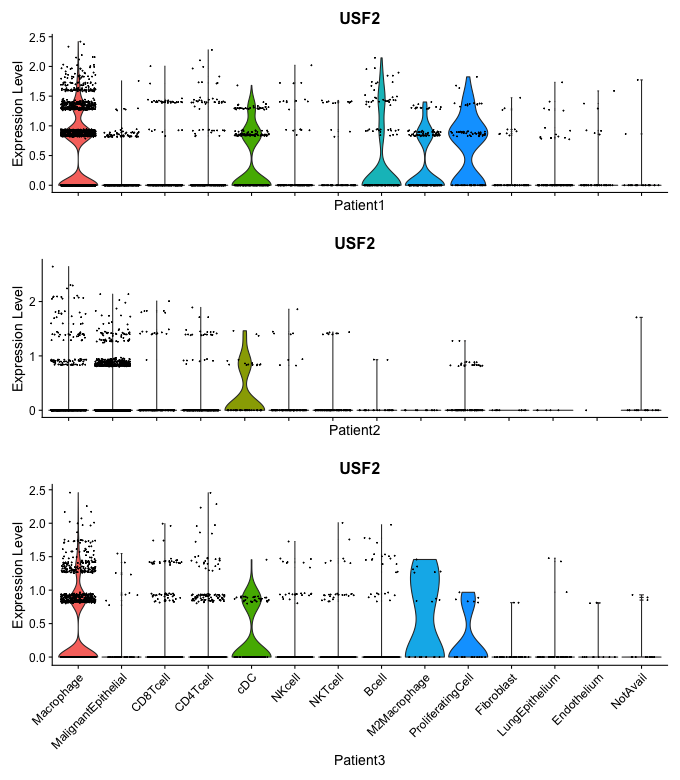 USF2
Expression Level
2.5
2.0
1.5
1.0
0.5
0.0
Patient1
USF2
Expression Level
2
1
0
Patient2
USF2
Expression Level
2.5
2.0
1.5
1.0
0.5
0.0
Macrophage
MalignantEpithelial
CD8Tcell
CD4Tcell
cDC
NKcell
NKTcell
Bcell
M2Macrophage
ProliferatingCell
Fibroblast
LungEpithelium
Endothelium
NotAvail
Patient3